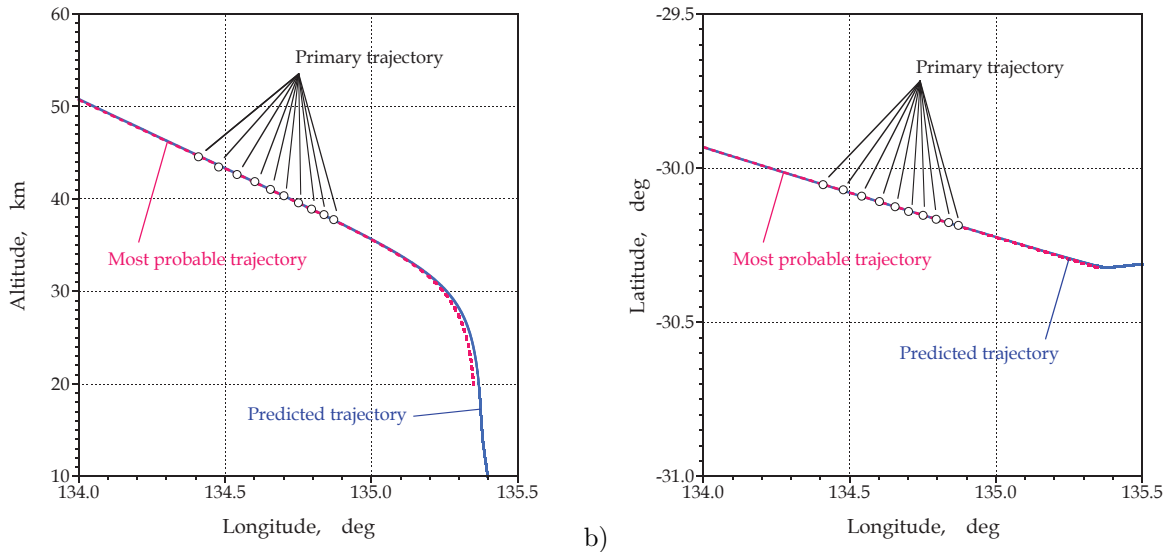 60
50
40
30
20
10
Altitude, km
134.0 134.5 135.0 135.5
Longitude, deg
Primary trajectory
Most probable trajectory
Predicted trajectory
b)
-29.5
-30.0
-30.5
-31.0
Latitude, deg
134.0 134.5 135.0 135.5
Longitude, deg
Primary trajectory
Most probable trajectory
Predicted trajectory